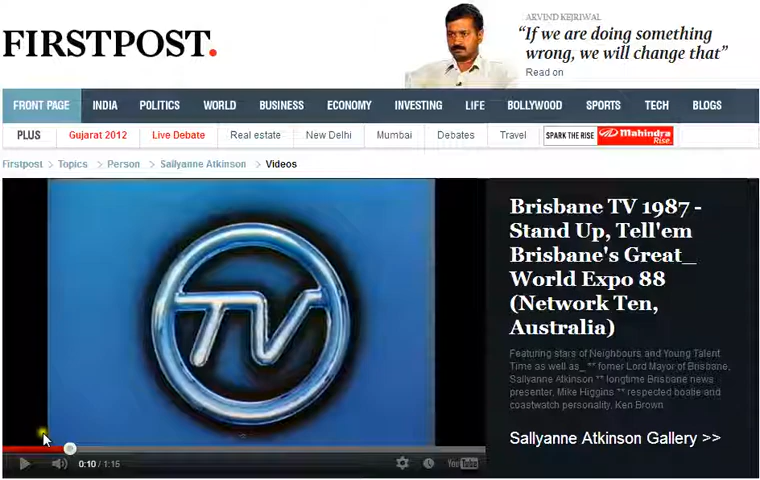 FIRSTPOST.
ARVIND KEJRIWAL
“If we are doing something
wrong, we will change that”
Read on
FRONT PAGE INDIA POLITICS WORLD BUSINESS ECONOMY INVESTING LIFE BOLLYWOOD SPORTS TECH BLOGS
PLUS Gujarat 2012 Live Debate Real estate New Delhi Mumbai Debates Travel SPARK THE RISE Mahindra Rise.
Firstpost > Topics > Person > Sallyanne Atkinson > Videos
TV
Brisbane TV 1987 -
Stand Up, Tell'em
Brisbane's Great_
World Expo 88
(Network Ten,
Australia)
Featuring stars of Neighbours and Young Talent
Time as well as_ ** former Lord Mayor of Brisbane,
Sallyanne Atkinson ** longtime Brisbane news
presenter, Mike Higgins ** respected boatie and
coastwatch personality, Ken Brown
Sallyanne Atkinson Gallery >>
0:10 / 1:15
YouTube